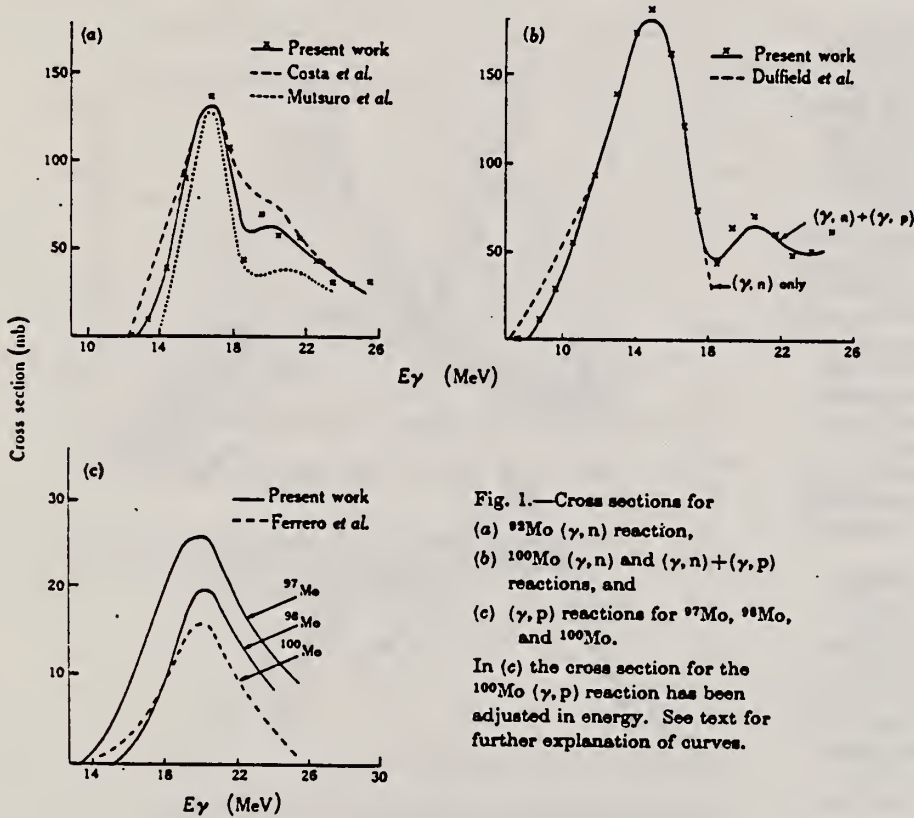 (a)
Present work
Costa et al.
Mutsuro et al.
150
100
50
10
14
18
22
26
(b)
Present work
Duffield et al.
150
100
50
(γ, n) + (γ, p)
(γ, n) only
10
14
18
22
26
Eγ (MeV)
Cross section (mb)
(c)
Present work
Ferrero et al.
30
20
10
⁹⁷Mo
⁹⁸Mo
¹⁰⁰Mo
14
18
22
26
30
Eγ (MeV)
Fig. 1.—Cross sections for
(a) ⁹²Mo (γ, n) reaction,
(b) ¹⁰⁰Mo (γ, n) and (γ, n)+(γ, p)
reactions, and
(c) (γ, p) reactions for ⁹⁷Mo, ⁹⁸Mo,
and ¹⁰⁰Mo.
In (c) the cross section for the
¹⁰⁰Mo (γ, p) reaction has been
adjusted in energy. See text for
further explanation of curves.